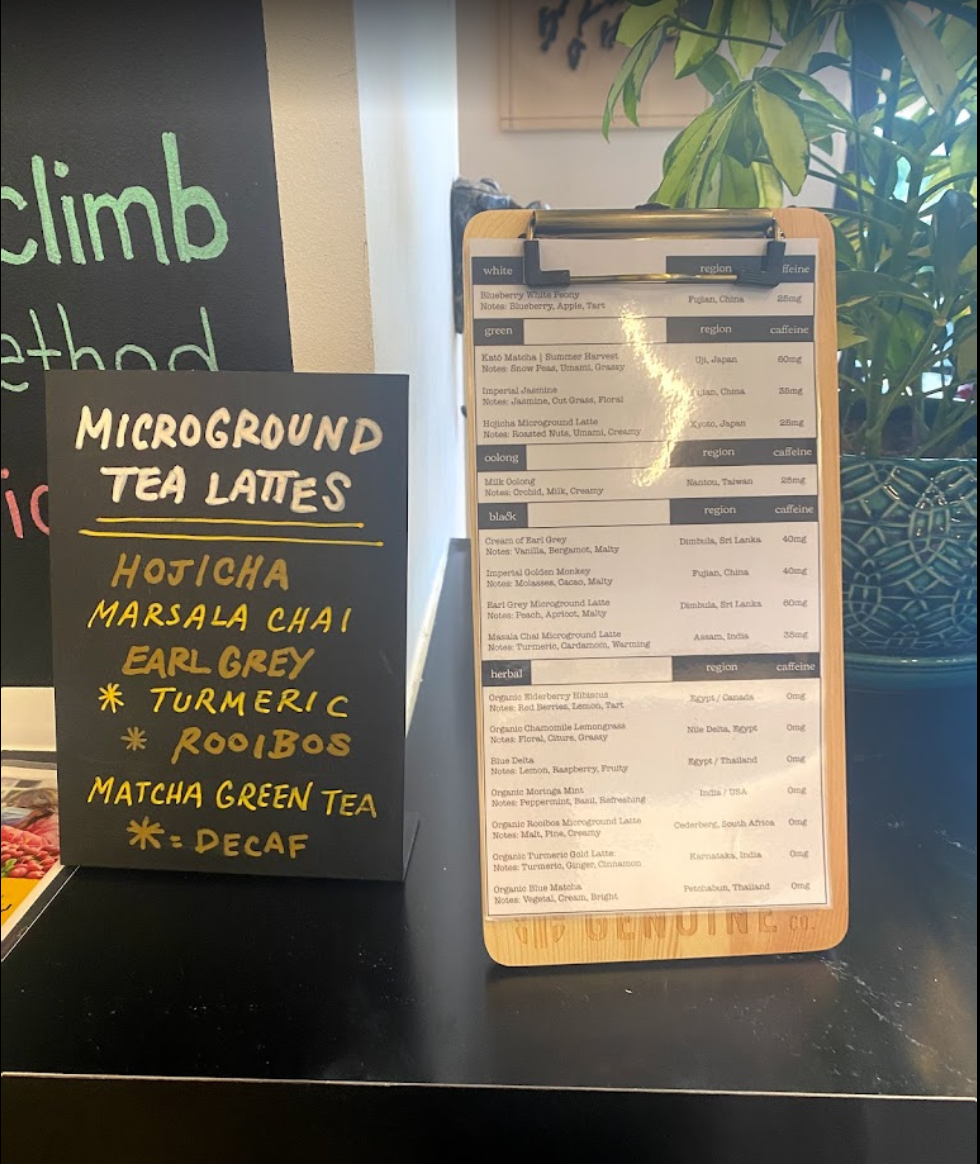 climb
ethod
MICROGROUND
TEA LATTES
HOJICHA
MARSALA CHAI
EARL GREY
* TURMERIC
* ROOIBOS
MATCHA GREEN TEA
* = DECAF
white region ffeine
Blueberry White Peony Fujian, China 25mg
Notes: Blueberry, Apple, Tart
green region caffeine
Kató Matcha | Summer Harvest Uji, Japan 60mg
Notes: Snow Peas, Umami, Grassy
Imperial Jasmine China 35mg
Notes: Jasmine, Cut Grass, Floral
Hojicha Microground Latte Kyoto, Japan 25mg
Notes: Roasted Nuts, Umami, Creamy
oolong region caffeine
Milk Oolong Nantou, Taiwan 25mg
Notes: Orchid, Milk, Creamy
black region caffeine
Cream of Earl Grey Dimbula, Sri Lanka 40mg
Notes: Vanilla, Bergamot, Malty
Imperial Golden Monkey Fujian, China 40mg
Notes: Molasses, Cacao, Malty
Earl Grey Microground Latte Dimbula, Sri Lanka 60mg
Notes: Peach, Apricot, Malty
Masala Chai Microground Latte Assam, India 35mg
Notes: Turmeric, Cardamom, Warming
herbal region caffeine
Organic Elderberry Hibiscus Egypt / Canada 0mg
Notes: Red Berries, Lemon, Tart
Organic Chamomile Lemongrass Nile Delta, Egypt 0mg
Notes: Floral, Citurs, Grassy
Blue Delta Egypt / Thailand 0mg
Notes: Lemon, Raspberry, Fruity
Organic Moringa Mint India / USA 0mg
Notes: Peppermint, Basil, Refreshing
Organic Rooibos Microground Latte Cederberg, South Africa 0mg
Notes: Malt, Pine, Creamy
Organic Turmeric Gold Latte Karnataka, India 0mg
Notes: Turmeric, Ginger, Cinnamon
Organic Blue Matcha Petchabun, Thailand 0mg
Notes: Vegetal, Cream, Bright
GENUINE CO.